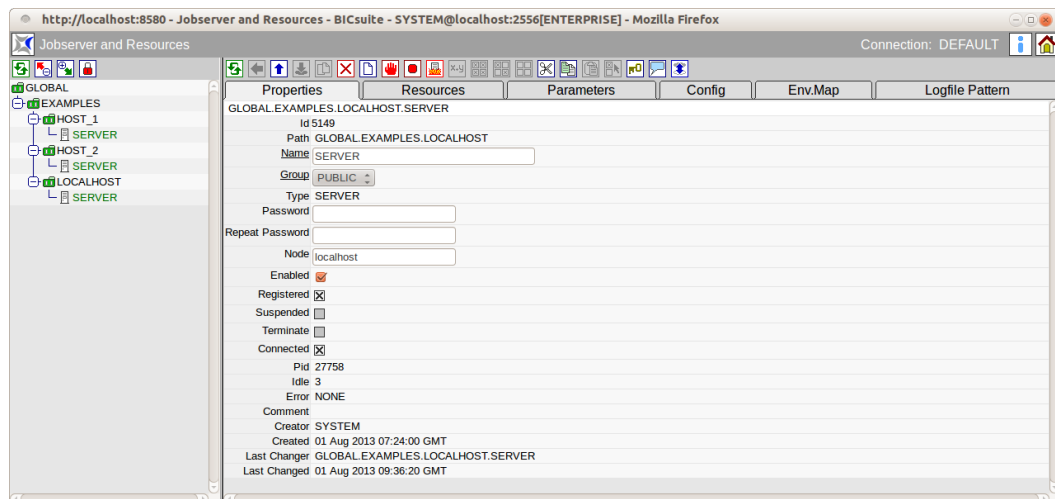 http://localhost:8580 - Jobserver and Resources - BICsuite - SYSTEM@localhost:2556[ENTERPRISE] - Mozilla Firefox
Jobserver and Resources
Connection: DEFAULT
GLOBAL
EXAMPLES
HOST_1
SERVER
HOST_2
SERVER
LOCALHOST
SERVER
Properties Resources Parameters Config Env.Map Logfile Pattern
GLOBAL.EXAMPLES.LOCALHOST.SERVER
Id 5149
Path GLOBAL.EXAMPLES.LOCALHOST
Name SERVER
Group PUBLIC
Type SERVER
Password
Repeat Password
Node localhost
Enabled
Registered
Suspended
Terminate
Connected
Pid 27758
Idle 3
Error NONE
Comment
Creator SYSTEM
Created 01 Aug 2013 07:24:00 GMT
Last Changer GLOBAL.EXAMPLES.LOCALHOST.SERVER
Last Changed 01 Aug 2013 09:36:20 GMT